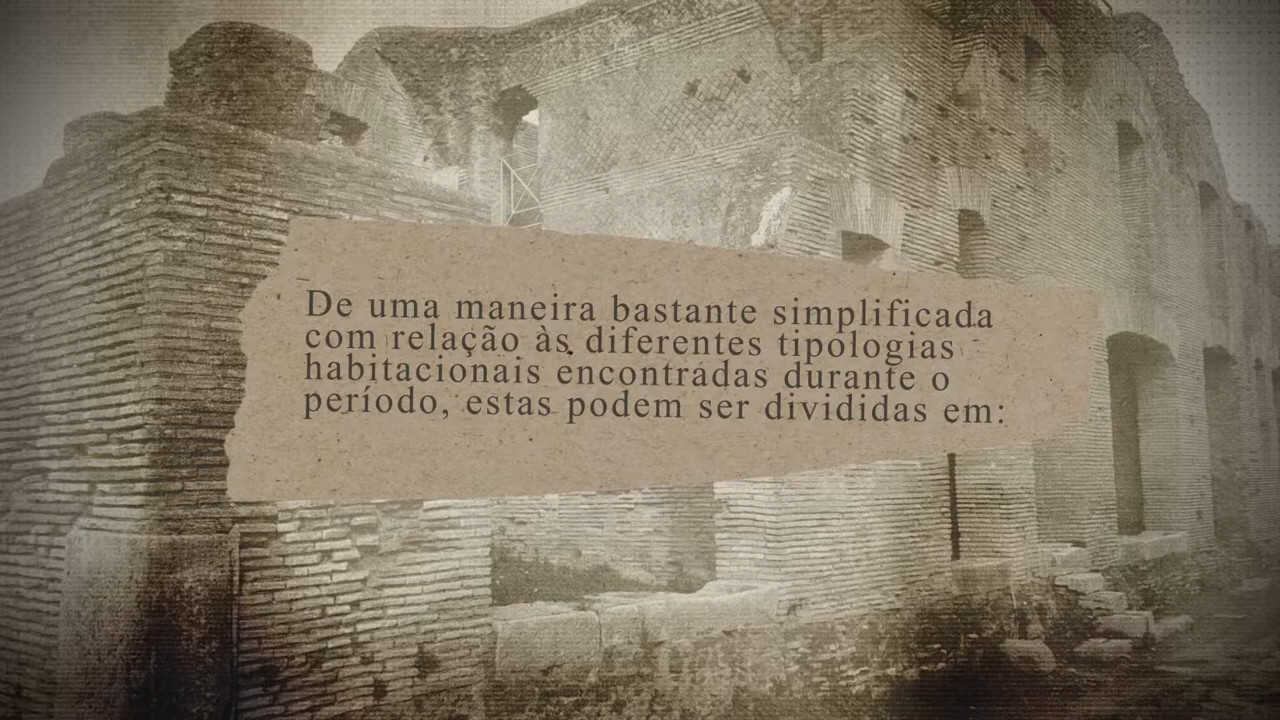 De uma maneira bastante simplificada
com relação às diferentes tipologias
habitacionais encontradas durante o
período, estas podem ser divididas em: